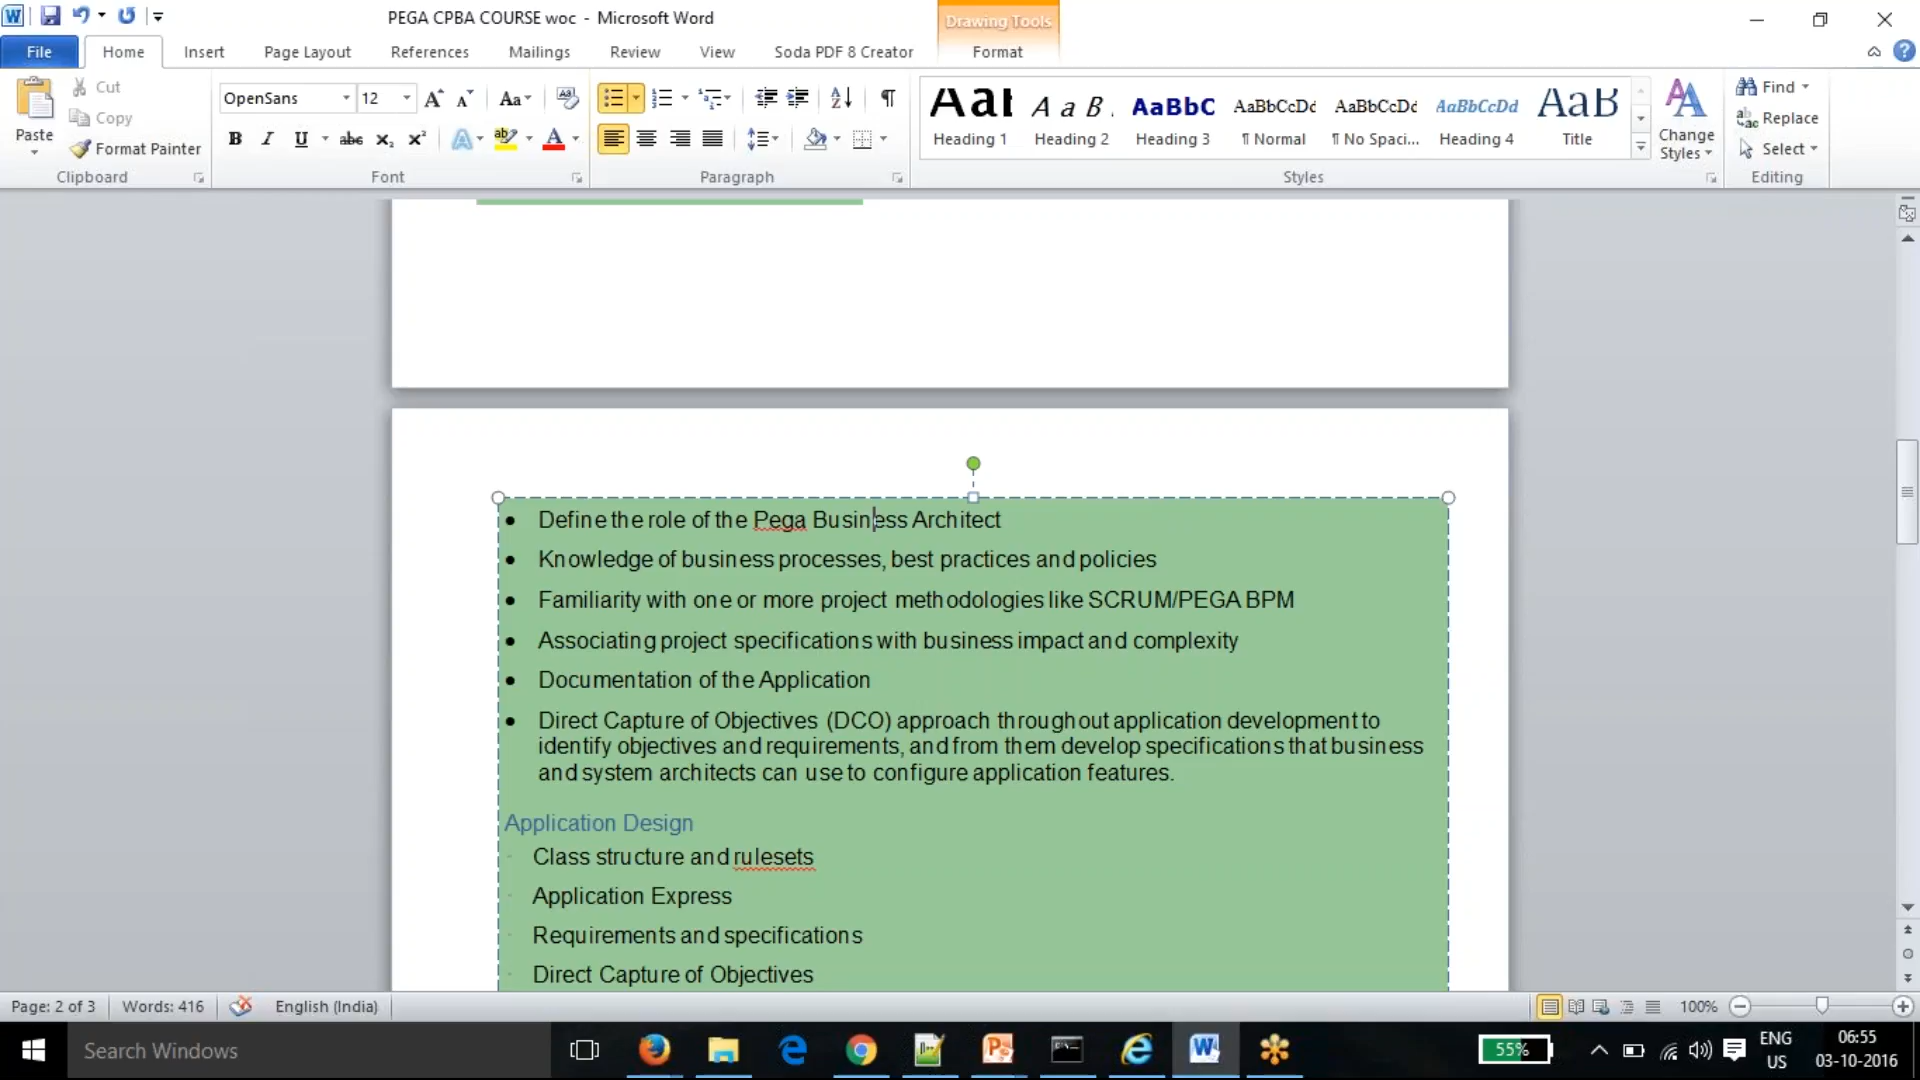 PEGA CPBA COURSE woc - Microsoft Word
Drawing Tools
File Home Insert Page Layout References Mailings Review View Soda PDF 8 Creator Format
Paste
Cut
Copy
Format Painter
Clipboard
OpenSans 12
Font
Paragraph
AaBbC AaBbCcDd AaBbCcDd AaBbCcDd
Heading 1 Heading 2 Heading 3 ¶ Normal ¶ No Spaci... Heading 4 Title
Styles
Change
Styles
Find
Replace
Select
Editing
Define the role of the Pega Business Architect
Knowledge of business processes, best practices and policies
Familiarity with one or more project methodologies like SCRUM/PEGA BPM
Associating project specifications with business impact and complexity
Documentation of the Application
Direct Capture of Objectives (DCO) approach throughout application development to
identify objectives and requirements, and from them develop specifications that business
and system architects can use to configure application features.
Application Design
Class structure and rulesets
Application Express
Requirements and specifications
Direct Capture of Objectives
Page: 2 of 3 Words: 416 English (India) 100%
Search Windows
55%
ENG
US
06:55
03-10-2016